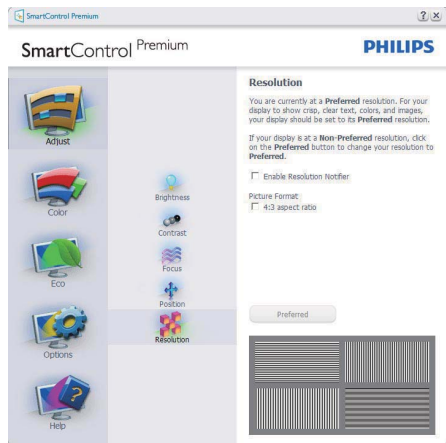 SmartControl Premium
SmartControl Premium
PHILIPS
Adjust
Color
Eco
Options
Help
Brightness
Contrast
Focus
Position
Resolution
Resolution
You are currently at a Preferred resolution. For your
display to show crap, clear text, colors, and images,
your display should be set to its Preferred resolution.
If your display is at a Non-Preferred resolution, click
on the Preferred button to change your resolution to
Preferred.
Enable Resolution Notifier
Picture Format
4:3 aspect ratio
Preferred